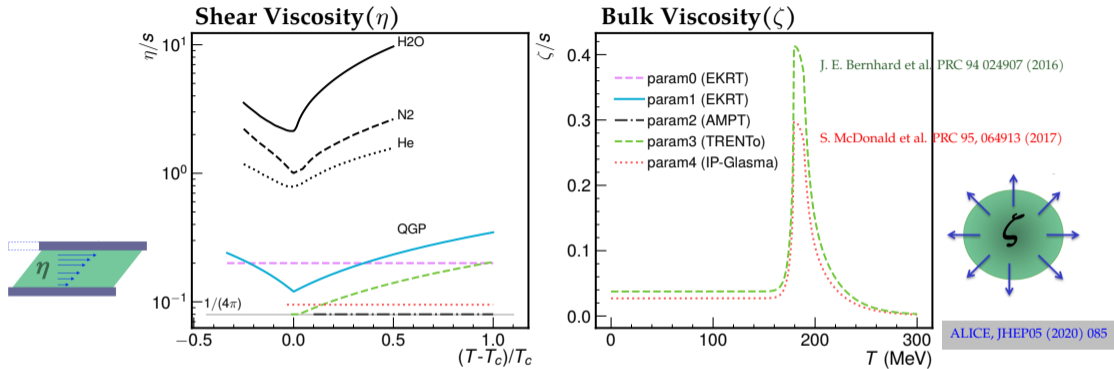 Shear Viscosity(η)
Bulk Viscosity(ζ)
η/s
10¹
10⁰
10⁻¹
H2O
N2
He
QGP
1/(4π)
−0.5
0.0
0.5
1.0
(T-T_c)/T_c
η
ζ/s
0.4
0.3
0.2
0.1
0.0
param0 (EKRT)
param1 (EKRT)
param2 (AMPT)
param3 (TRENTo)
param4 (IP-Glasma)
0
100
200
300
T (MeV)
J. E. Bernhard et al. PRC 94 024907 (2016)
S. McDonald et al. PRC 95, 064913 (2017)
ζ
ALICE, JHEP05 (2020) 085